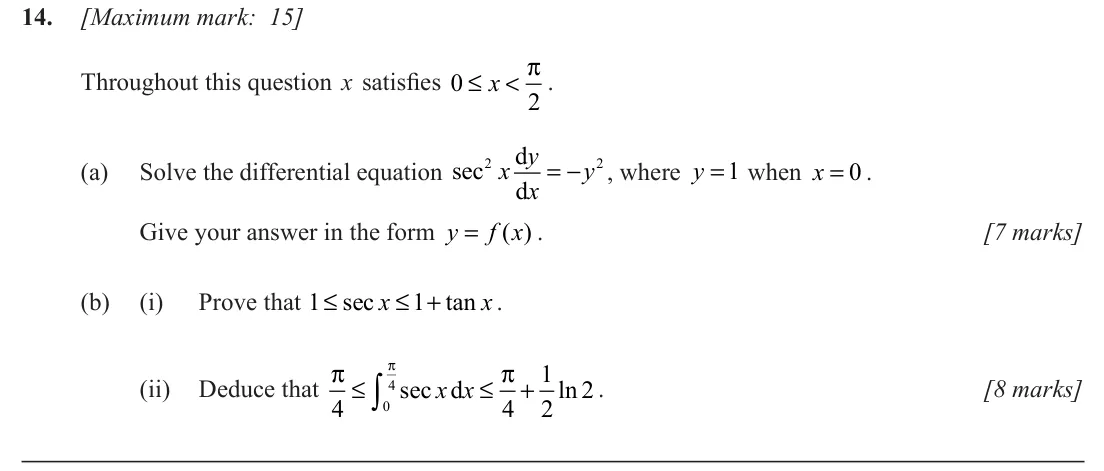 14. [Maximum mark: 15]
Throughout this question x satisfies 0 ≤ x < π/2 .
(a) Solve the differential equation sec² x dy/dx = −y², where y = 1 when x = 0 .
Give your answer in the form y = f (x) . [7 marks]
(b) (i) Prove that 1 ≤ sec x ≤ 1 + tan x .
(ii) Deduce that π/4 ≤ ∫₀^(π/4) sec x dx ≤ π/4 + 1/2 ln 2 . [8 marks]